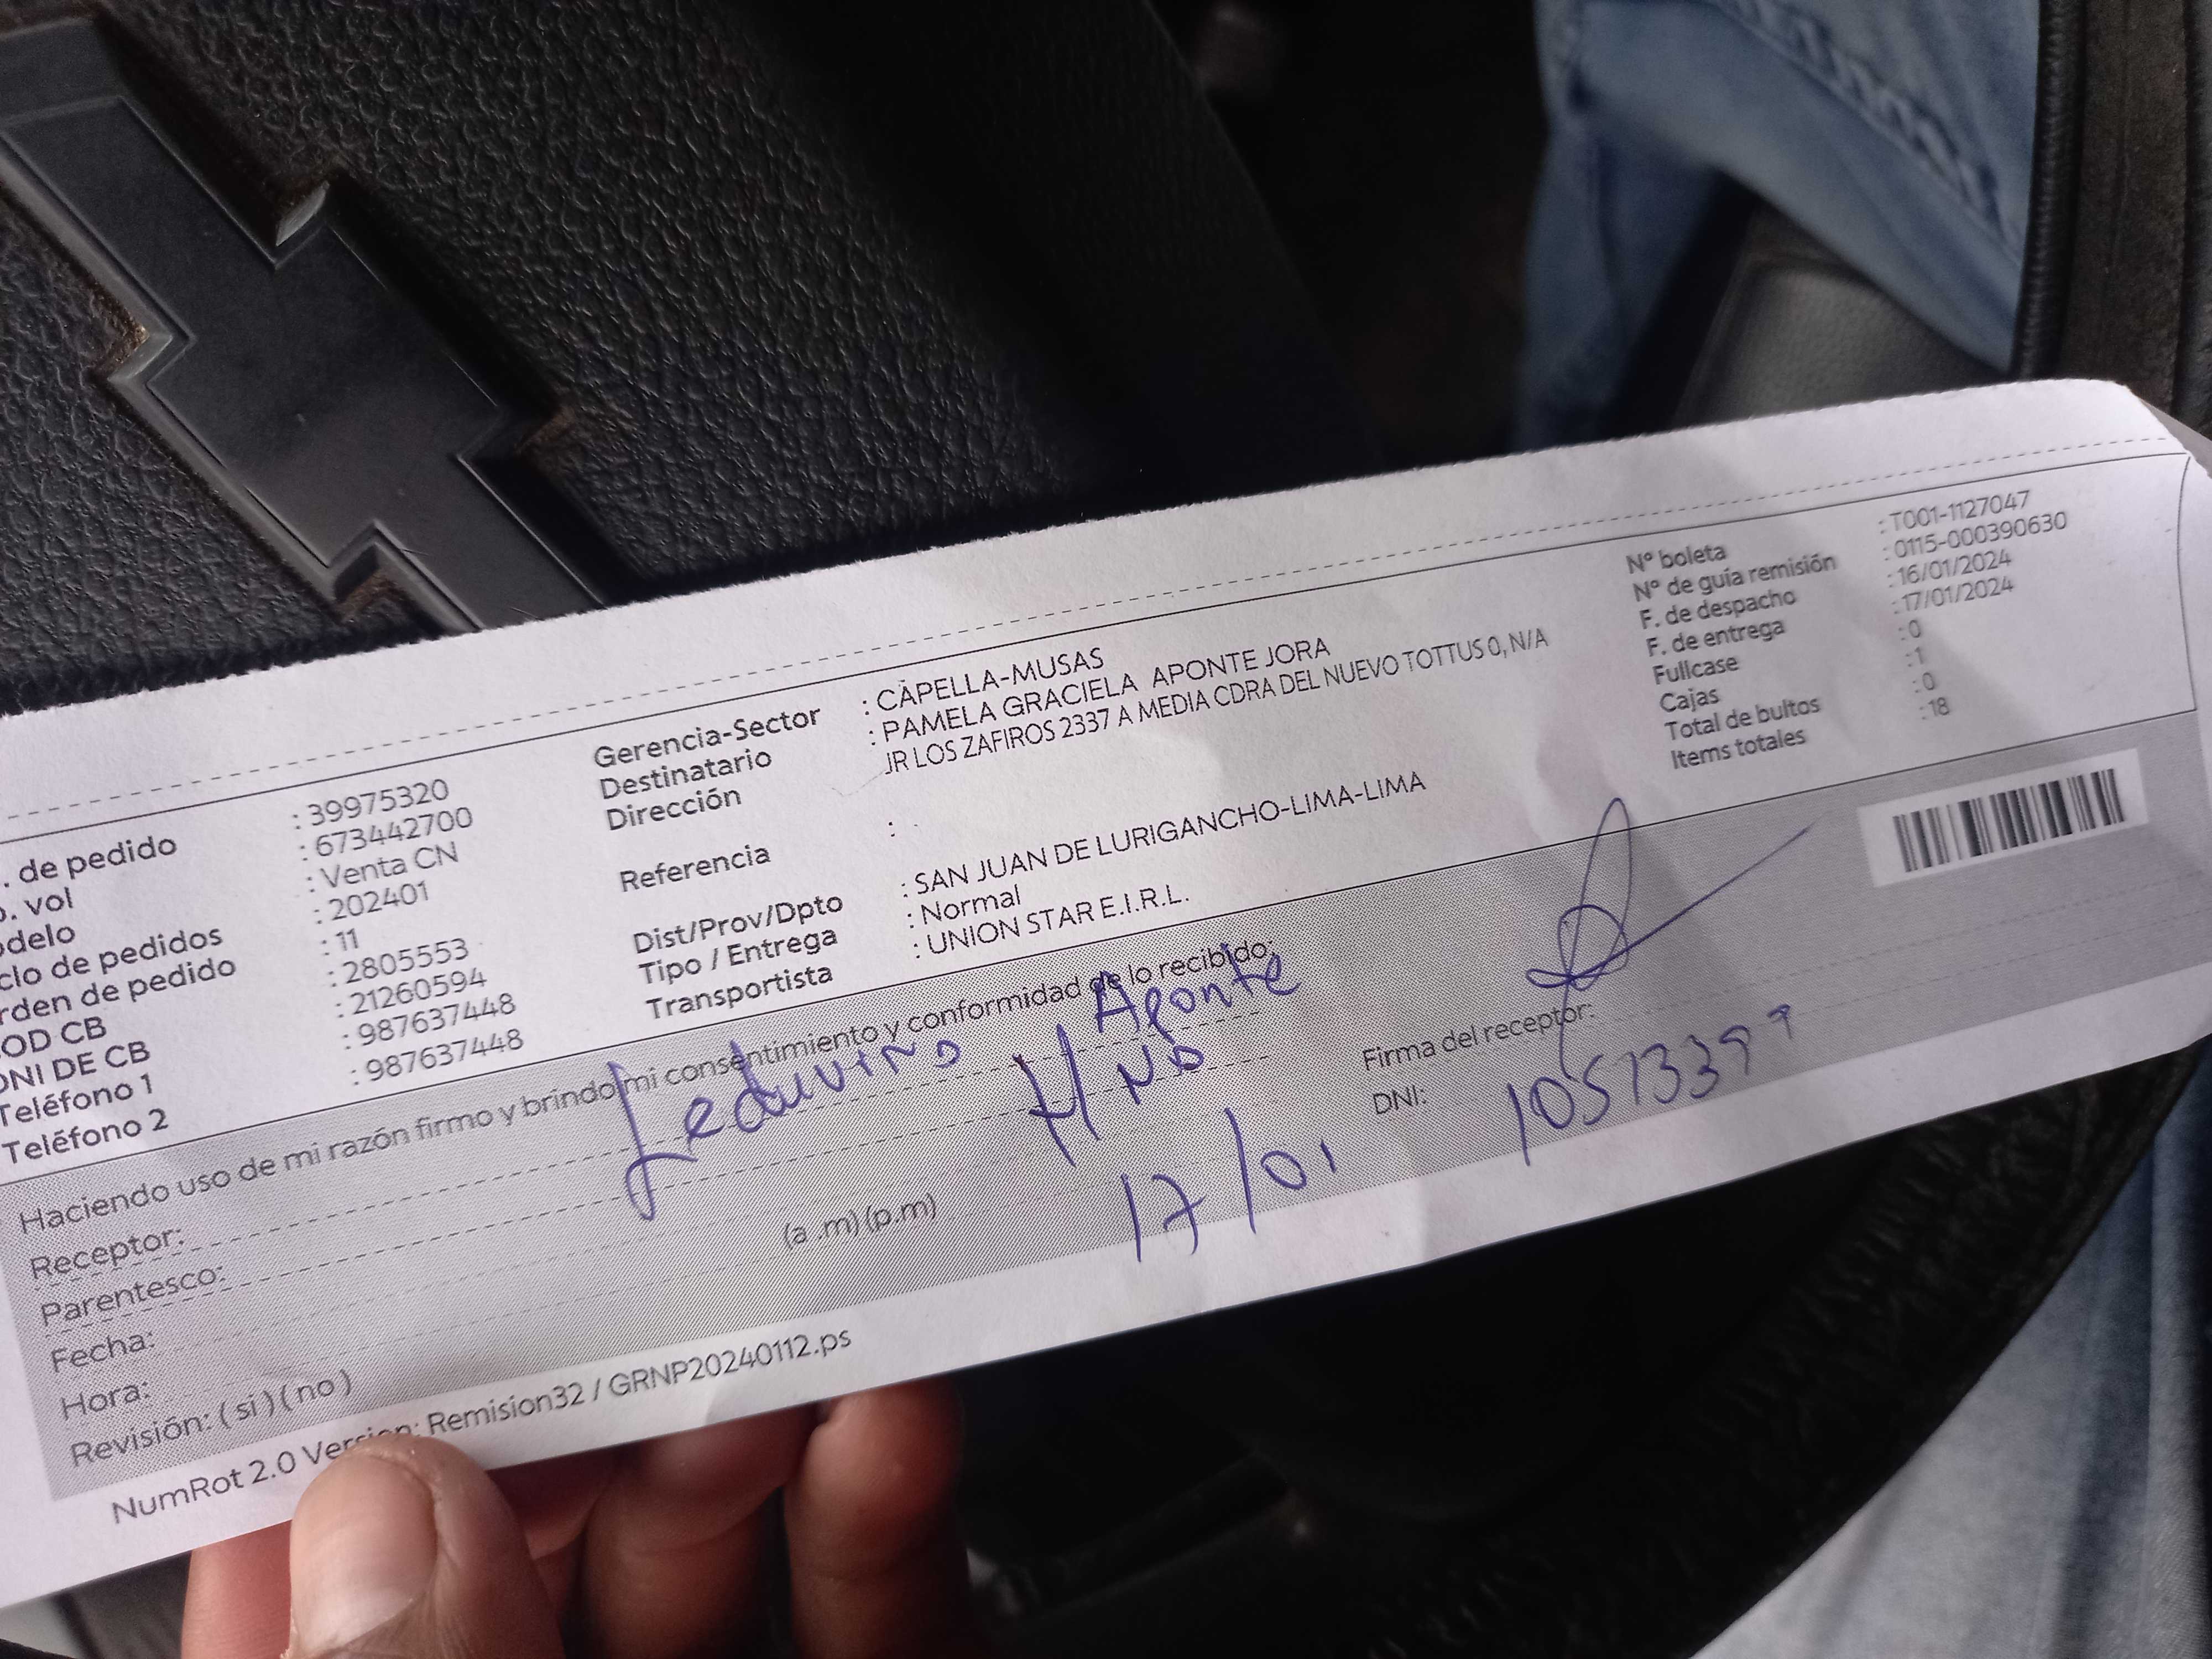 . de pedido : 39975320
o. vol : 673442700
odelo : Venta CN
clo de pedidos : 202401
rden de pedido : 11
OD CB : 2805553
DNI DE CB : 21260594
Teléfono 1 : 987637448
Teléfono 2 : 987637448
Gerencia-Sector : CAPELLA-MUSAS
Destinatario : PAMELA GRACIELA APONTE JORA
Dirección JR LOS ZAFIROS 2337 A MEDIA CDRA DEL NUEVO TOTTUS 0, N/A
Referencia :
Dist/Prov/Dpto : SAN JUAN DE LURIGANCHO-LIMA-LIMA
Tipo / Entrega : Normal
Transportista : UNION STAR E.I.R.L.
N° boleta : T001-1127047
N° de guía remisión : 0115-000390630
F. de despacho : 16/01/2024
F. de entrega : 17/01/2024
Fullcase : 0
Cajas : 1
Total de bultos : 0
Items totales : 18
Haciendo uso de mi razón firmo y brindo mi consentimiento y conformidad de lo recibido:
Receptor: Aponte
Parentesco: H/NO
Fecha: 17/01
Hora: (a .m) (p.m)
Revisión: ( si ) ( no )
Firma del receptor:
DNI: 10513399
NumRot 2.0 Version: Remision32 / GRNP20240112.ps